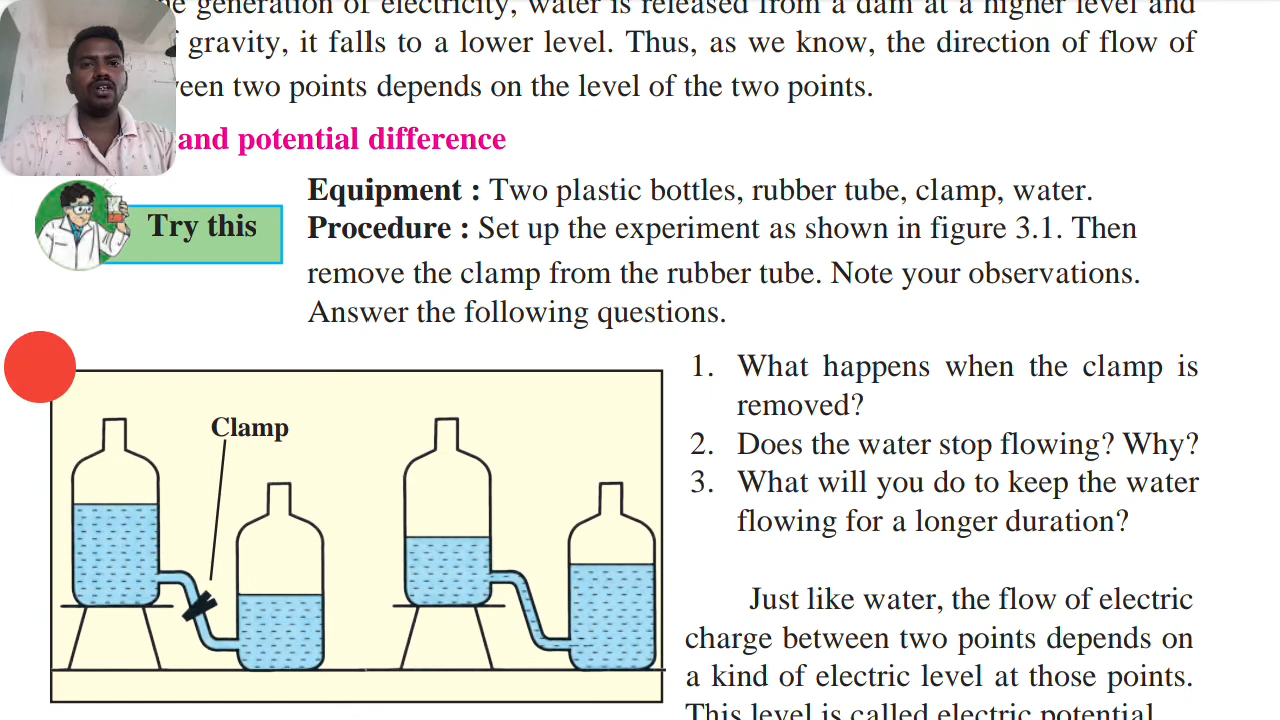 generation of electricity, water is released from a dam at a higher level and
gravity, it falls to a lower level. Thus, as we know, the direction of flow of
two points depends on the level of the two points.
and potential difference
Try this
Equipment : Two plastic bottles, rubber tube, clamp, water.
Procedure : Set up the experiment as shown in figure 3.1. Then
remove the clamp from the rubber tube. Note your observations.
Answer the following questions.
Clamp
1. What happens when the clamp is
removed?
2. Does the water stop flowing? Why?
3. What will you do to keep the water
flowing for a longer duration?
Just like water, the flow of electric
charge between two points depends on
a kind of electric level at those points.
This level is called electric potential.